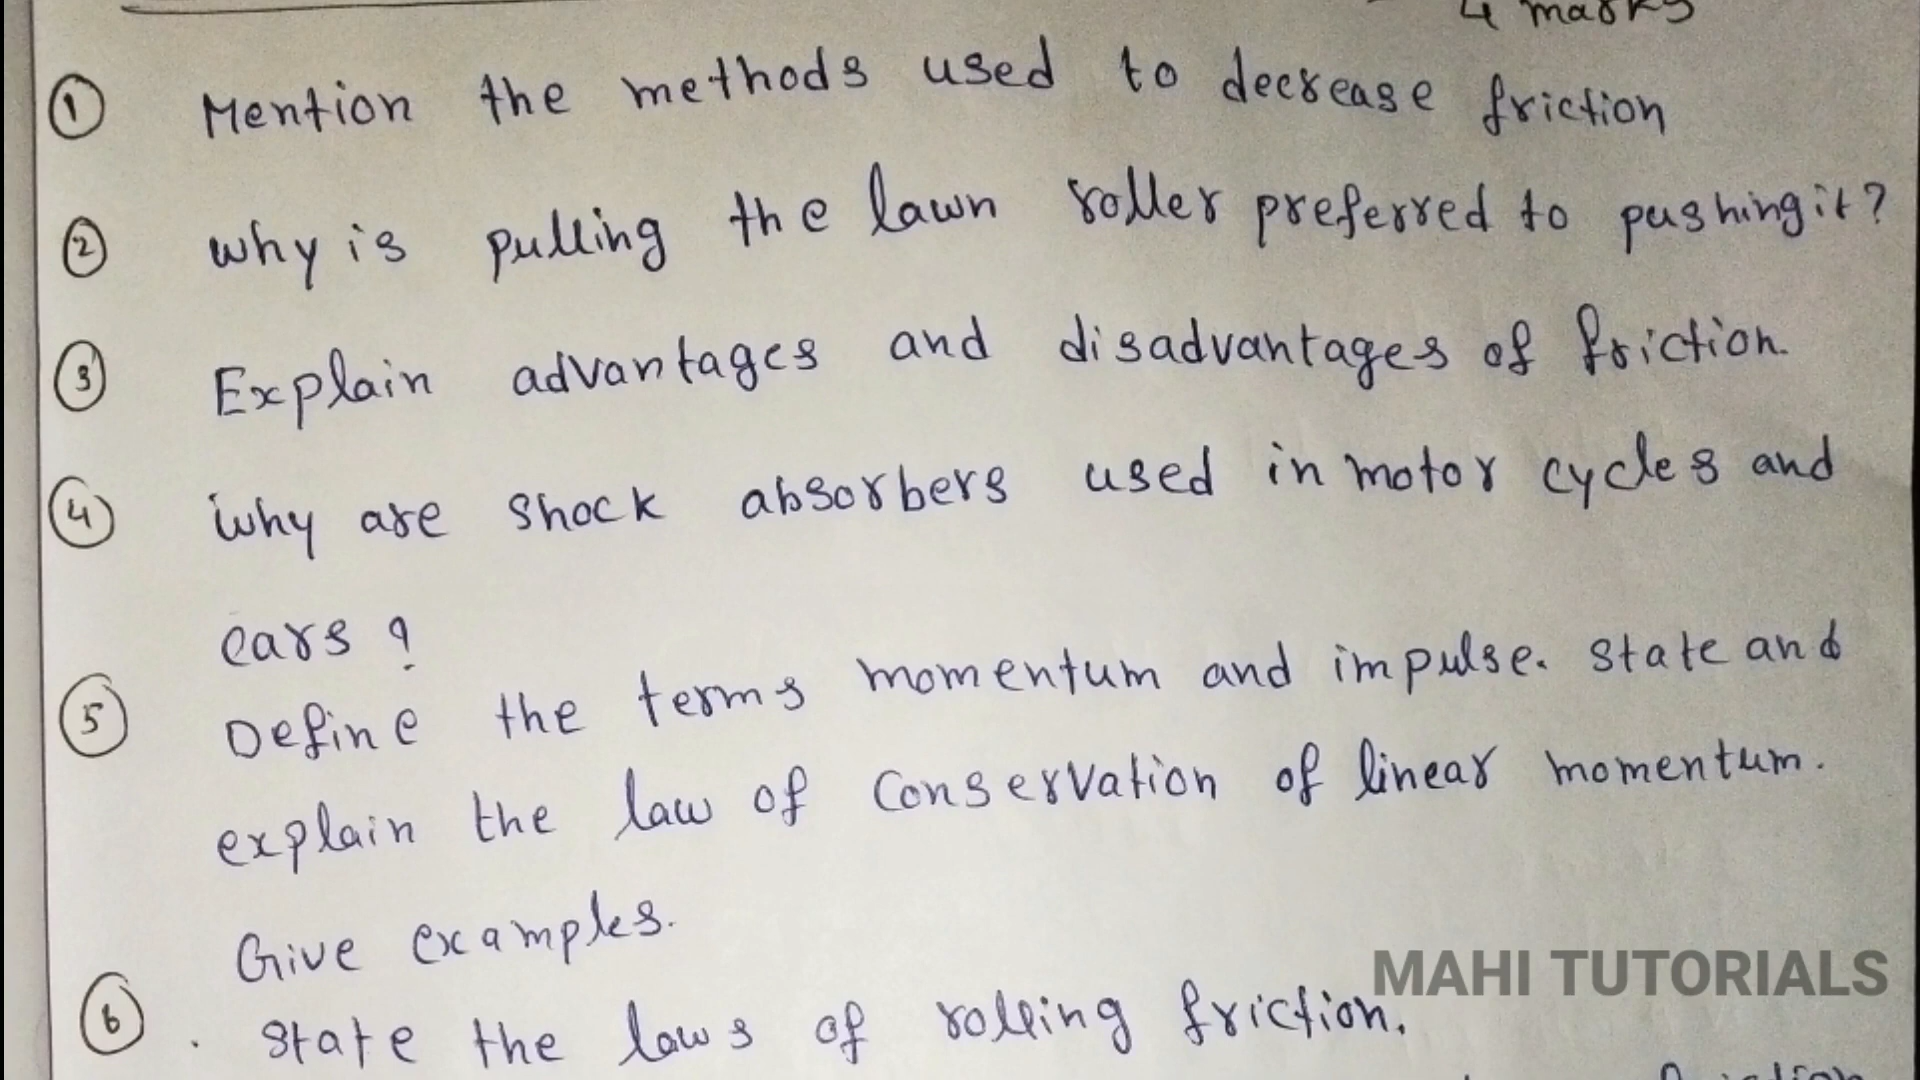 4 marks
① Mention the methods used to decrease friction
② why is pulling the lawn roller preferred to pushing it?
③ Explain advantages and disadvantages of friction.
④ why are shock absorbers used in motor cycles and
cars ?
⑤ Define the terms momentum and impulse. state and
explain the law of conservation of linear momentum.
Give examples.
MAHI TUTORIALS
⑥ state the laws of rolling friction.